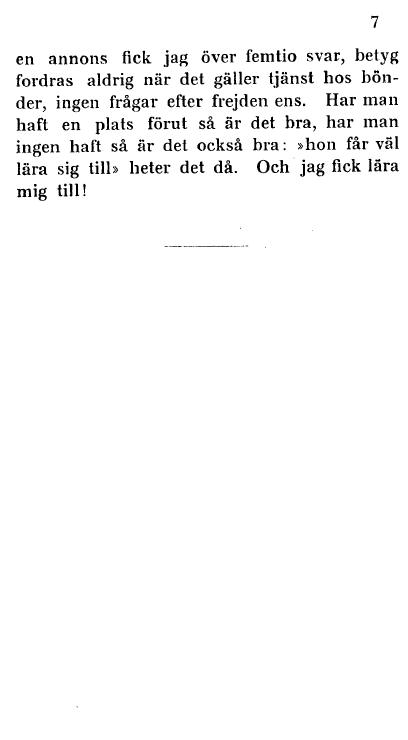 7
en annons fick jag över femtio svar, betyg
fordras aldrig när det gäller tjänst hos bön-
der, ingen frågar efter frejden ens. Har man
haft en plats förut så är det bra, har man
ingen haft så är det också bra: »hon får väl
lära sig till» heter det då. Och jag fick lära
mig till!